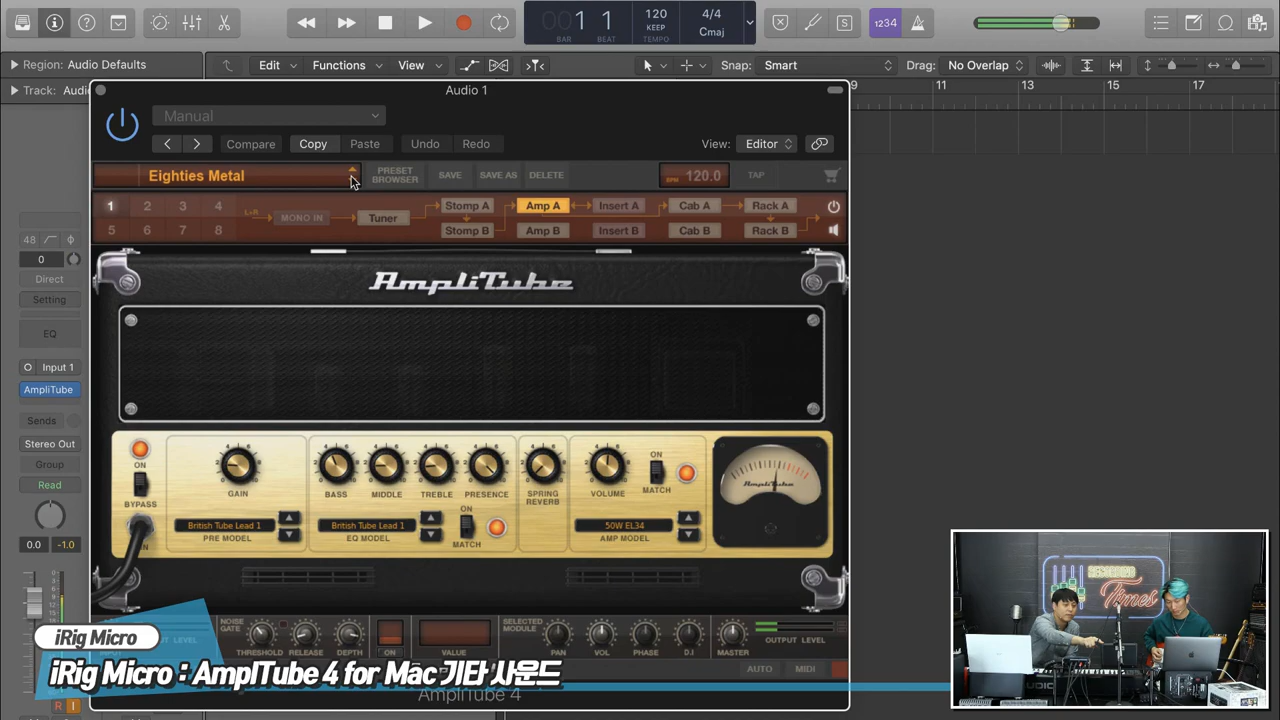 1 1
BAR BEAT
120
KEEP
TEMPO
4/4
Cmaj
S
1234
Region: Audio Defaults
Edit
Functions
View
Snap: Smart
Drag: No Overlap
Track:
Audio 1
9 11 13 15 17
Manual
Compare Copy Paste Undo Redo
View: Editor
Eighties Metal
PRESET
BROWSER
SAVE
SAVE AS
DELETE
BPM 120.0
TAP
1 2 3 4
5 6 7 8
L+R
MONO IN
Tuner
Stomp A Amp A Insert A Cab A Rack A
Stomp B Amp B Insert B Cab B Rack B
48
0
Direct
Setting
EQ
Input 1
AmpliTube
Sends
Stereo Out
Group
Read
0.0 -1.0
R I
AmpliTube
ON
BYPASS
GAIN
British Tube Lead 1
PRE MODEL
BASS MIDDLE TREBLE PRESENCE
British Tube Lead 1
EQ MODEL
ON
MATCH
SPRING
REVERB
VOLUME
ON
MATCH
50W EL34
AMP MODEL
AmpliTube
NOISE
GATE
THRESHOLD RELEASE DEPTH ON
SELECTED
MODULE
VALUE
PAN VOL PHASE D.I MASTER
OUTPUT LEVEL
AUTO MIDI
AmpliTube 4
iRig Micro
iRig Micro : AmplTube 4 for Mac 기타 사운드
RECORDING
Times